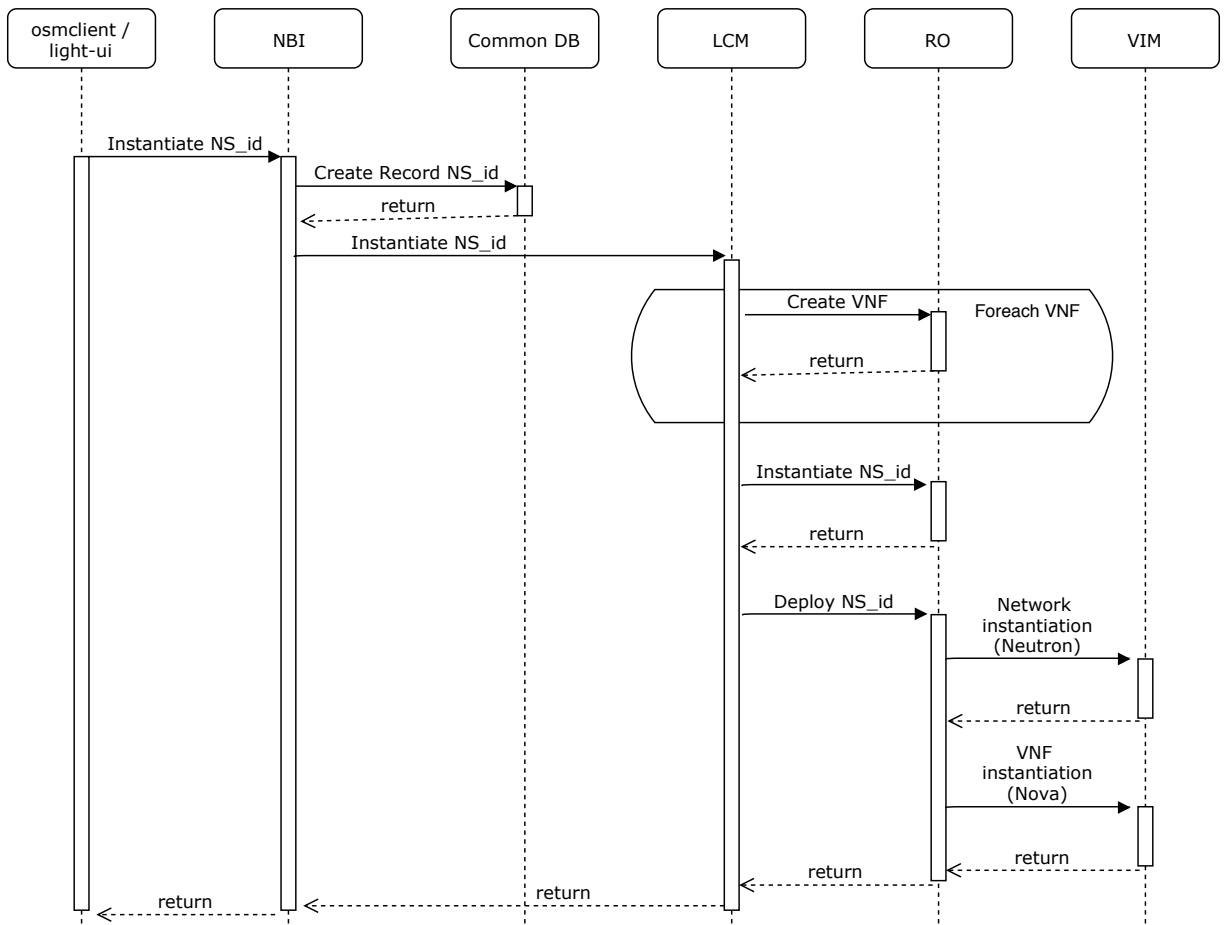 osmclient /
light-ui
NBI
Common DB
LCM
RO
VIM
Instantiate NS_id
Create Record NS_id
return
Instantiate NS_id
Create VNF
Foreach VNF
return
Instantiate NS_id
return
Deploy NS_id
Network
instantiation
(Neutron)
return
VNF
instantiation
(Nova)
return
return
return
return